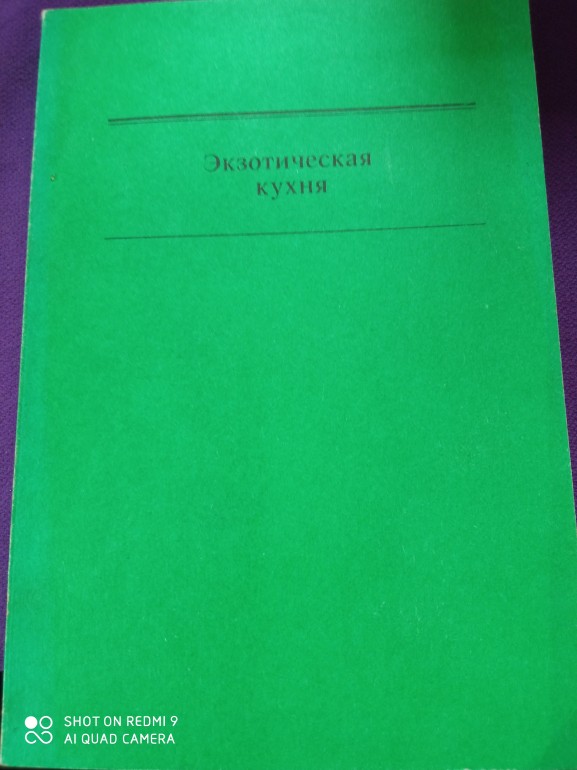 Экзотическая
кухня
SHOT ON REDMI 9
AI QUAD CAMERA